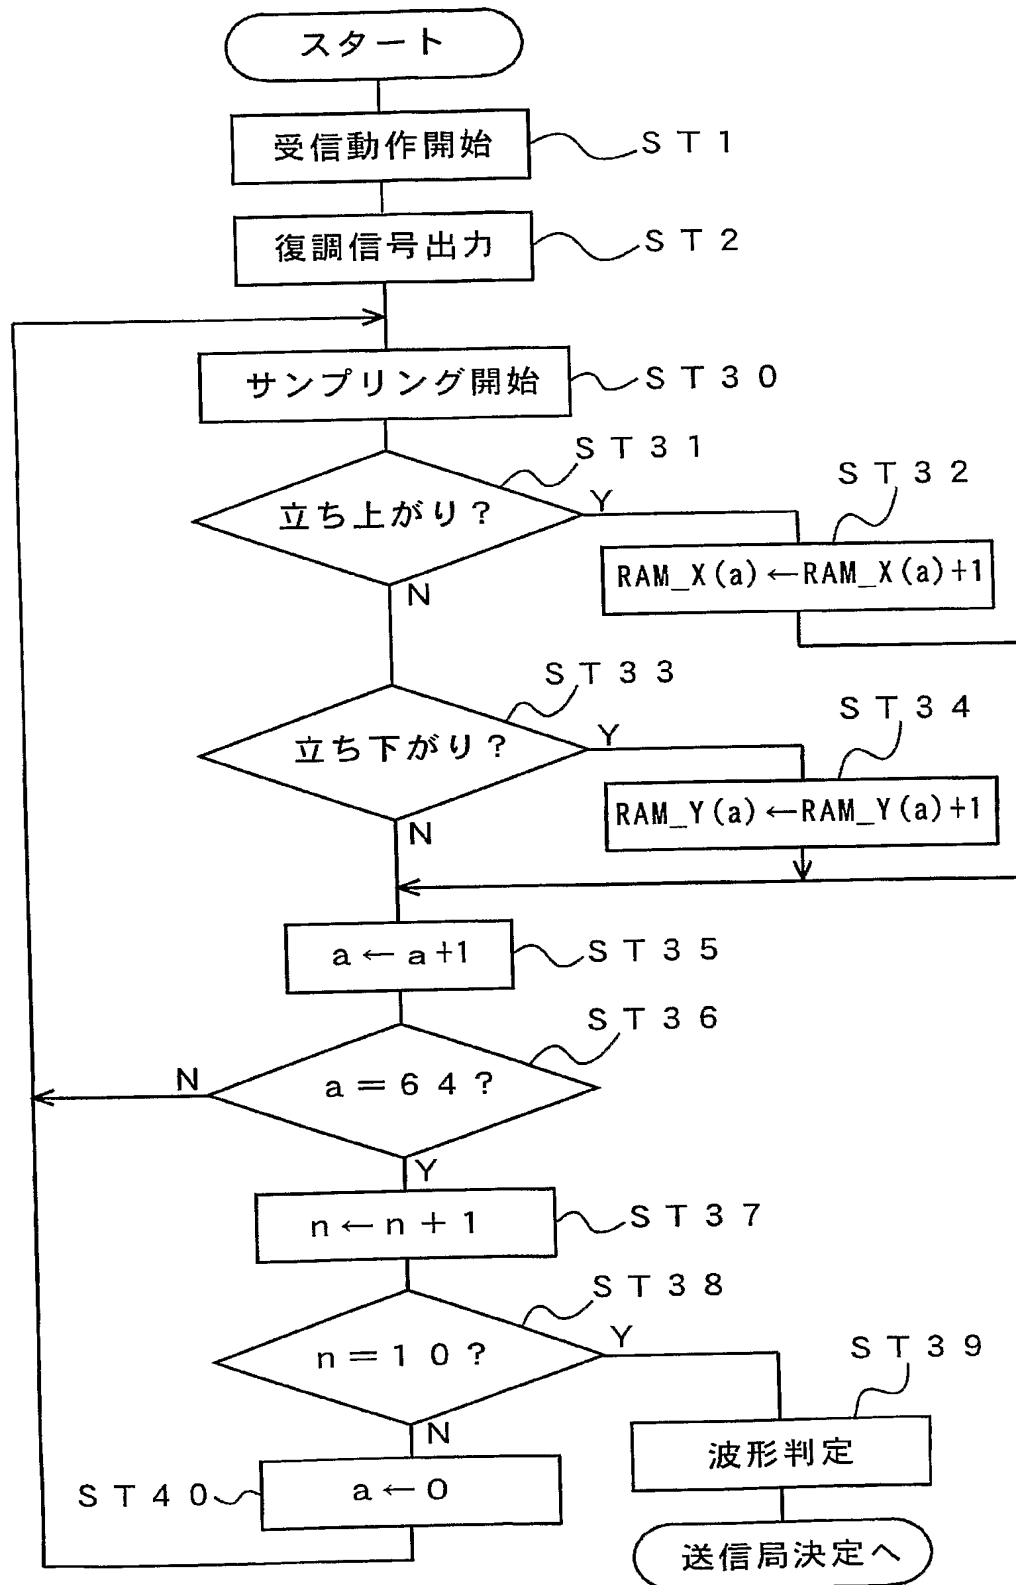 スタート
受信動作開始
ST1
復調信号出力
ST2
サンプリング開始
ST30
ST31
立ち上がり？
Y
N
ST32
RAM_X(a)←RAM_X(a)+1
ST33
立ち下がり？
Y
N
ST34
RAM_Y(a)←RAM_Y(a)+1
a←a+1
ST35
ST36
a=64？
N
Y
n←n+1
ST37
ST38
n=10？
Y
N
ST39
波形判定
ST40
a←0
送信局決定へ